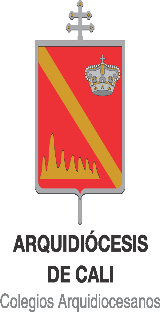 ARQUIDIÓCESIS
DE CALI
Colegios Arquidiocesanos